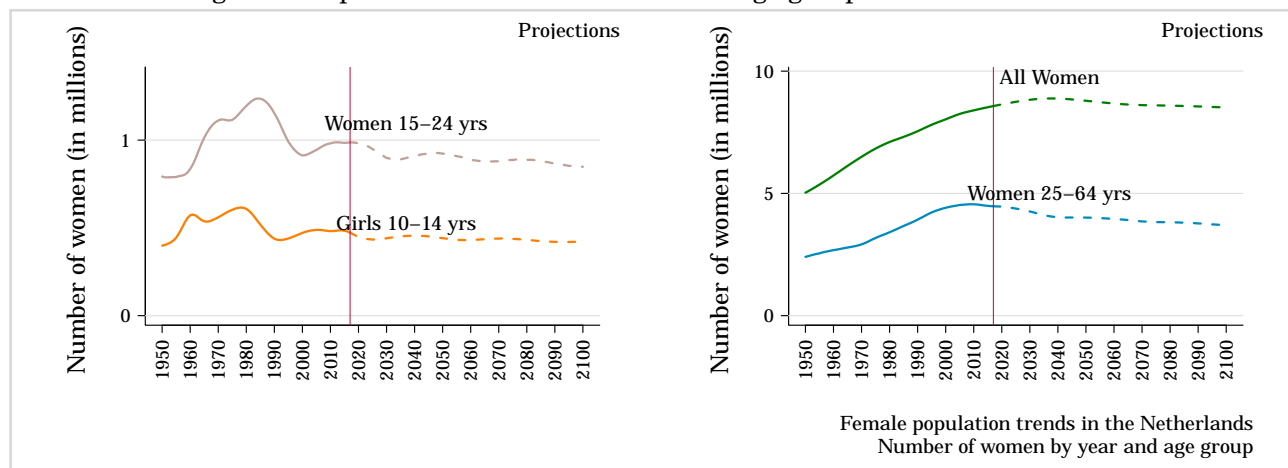 Projections
Number of women (in millions)
Women 15–24 yrs
Girls 10–14 yrs
1
0
1950 1960 1970 1980 1990 2000 2010 2020 2030 2040 2050 2060 2070 2080 2090 2100
Projections
Number of women (in millions)
All Women
Women 25–64 yrs
10
5
0
1950 1960 1970 1980 1990 2000 2010 2020 2030 2040 2050 2060 2070 2080 2090 2100
Female population trends in the Netherlands
Number of women by year and age group